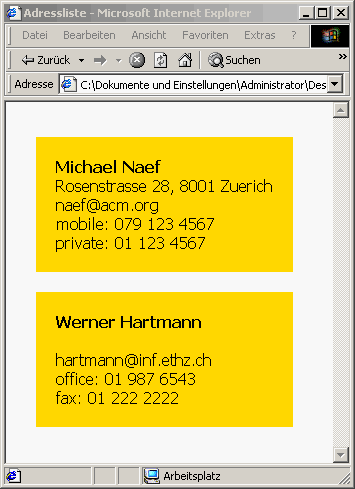 Adressliste - Microsoft Internet Explorer
Datei Bearbeiten Ansicht Favoriten Extras ?
Zurück Suchen »
Adresse C:\Dokumente und Einstellungen\Administrator\Des
Michael Naef
Rosenstrasse 28, 8001 Zuerich
naef@acm.org
mobile: 079 123 4567
private: 01 123 4567
Werner Hartmann
hartmann@inf.ethz.ch
office: 01 987 6543
fax: 01 222 2222
Arbeitsplatz